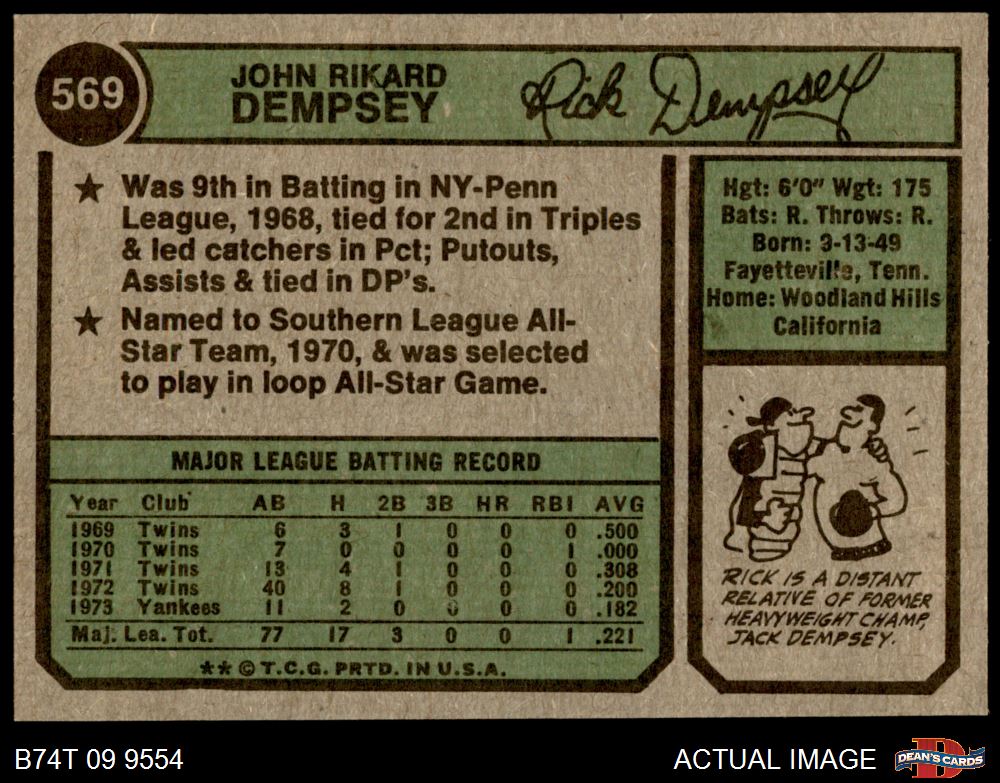 569
JOHN RIKARD
DEMPSEY
Rick Dempsey
★ Was 9th in Batting in NY-Penn
League, 1968, tied for 2nd in Triples
& led catchers in Pct; Putouts,
Assists & tied in DP's.
★ Named to Southern League All-
Star Team, 1970, & was selected
to play in loop All-Star Game.
Hgt: 6'0" Wgt: 175
Bats: R. Throws: R.
Born: 3-13-49
Fayetteville, Tenn.
Home: Woodland Hills
California
MAJOR LEAGUE BATTING RECORD
Year Club AB H 2B 3B HR RBI AVG
1969 Twins 6 3 1 0 0 0 .500
1970 Twins 7 0 0 0 0 1 .000
1971 Twins 13 4 1 0 0 0 .308
1972 Twins 40 8 1 0 0 0 .200
1973 Yankees 11 2 0 0 0 0 .182
Maj. Lea. Tot. 77 17 3 0 0 1 .221
**© T.C.G. PRTD. IN U.S.A.
RICK IS A DISTANT
RELATIVE OF FORMER
HEAVYWEIGHT CHAMP,
JACK DEMPSEY.
B74T 09 9554
ACTUAL IMAGE
DEAN'S CARDS